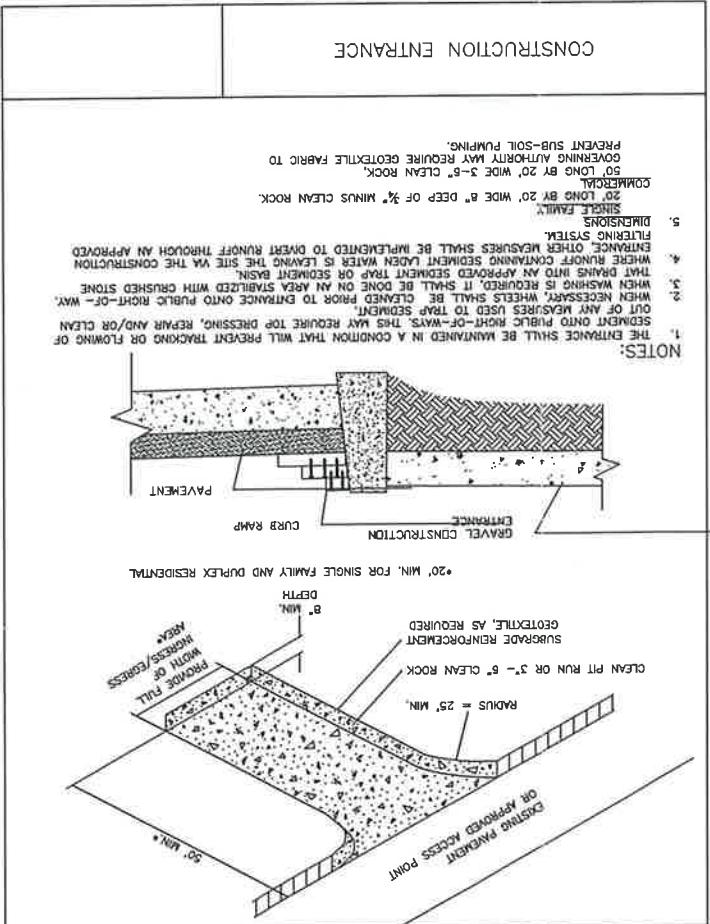 EXISTING PAVEMENT
OR APPROVED ACCESS POINT
50' MIN.*
RADIUS = 25' MIN.
CLEAN PIT RUN OR 3"- 6" CLEAN ROCK
SUBGRADE REINFORCEMENT
GEOTEXTILE, AS REQUIRED
PROVIDE FULL
WIDTH OF
INGRESS/EGRESS
AREA*
8" MIN.
DEPTH
*20' MIN. FOR SINGLE FAMILY AND DUPLEX RESIDENTIAL
GRAVEL CONSTRUCTION
ENTRANCE
CURB RAMP
PAVEMENT
NOTES:
1. THE ENTRANCE SHALL BE MAINTAINED IN A CONDITION THAT WILL PREVENT TRACKING OR FLOWING OF
SEDIMENT ONTO PUBLIC RIGHT-OF-WAYS. THIS MAY REQUIRE TOP DRESSING, REPAIR AND/OR CLEAN
OUT OF ANY MEASURES USED TO TRAP SEDIMENT.
2. WHEN NECESSARY, WHEELS SHALL BE CLEANED PRIOR TO ENTRANCE ONTO PUBLIC RIGHT-OF- WAY.
3. WHEN WASHING IS REQUIRED, IT SHALL BE DONE ON AN AREA STABILIZED WITH CRUSHED STONE
THAT DRAINS INTO AN APPROVED SEDIMENT TRAP OR SEDIMENT BASIN.
4. WHERE RUNOFF CONTAINING SEDIMENT LADEN WATER IS LEAVING THE SITE VIA THE CONSTRUCTION
ENTRANCE, OTHER MEASURES SHALL BE IMPLEMENTED TO DIVERT RUNOFF THROUGH AN APPROVED
FILTERING SYSTEM.
5. DIMENSIONS
SINGLE FAMILY
20' LONG BY 20' WIDE 8" DEEP OF ¾" MINUS CLEAN ROCK.
COMMERCIAL
50' LONG BY 20' WIDE 3-6" CLEAN ROCK,
GOVERNING AUTHORITY MAY REQUIRE GEOTEXTILE FABRIC TO
PREVENT SUB-SOIL PUMPING.
CONSTRUCTION ENTRANCE